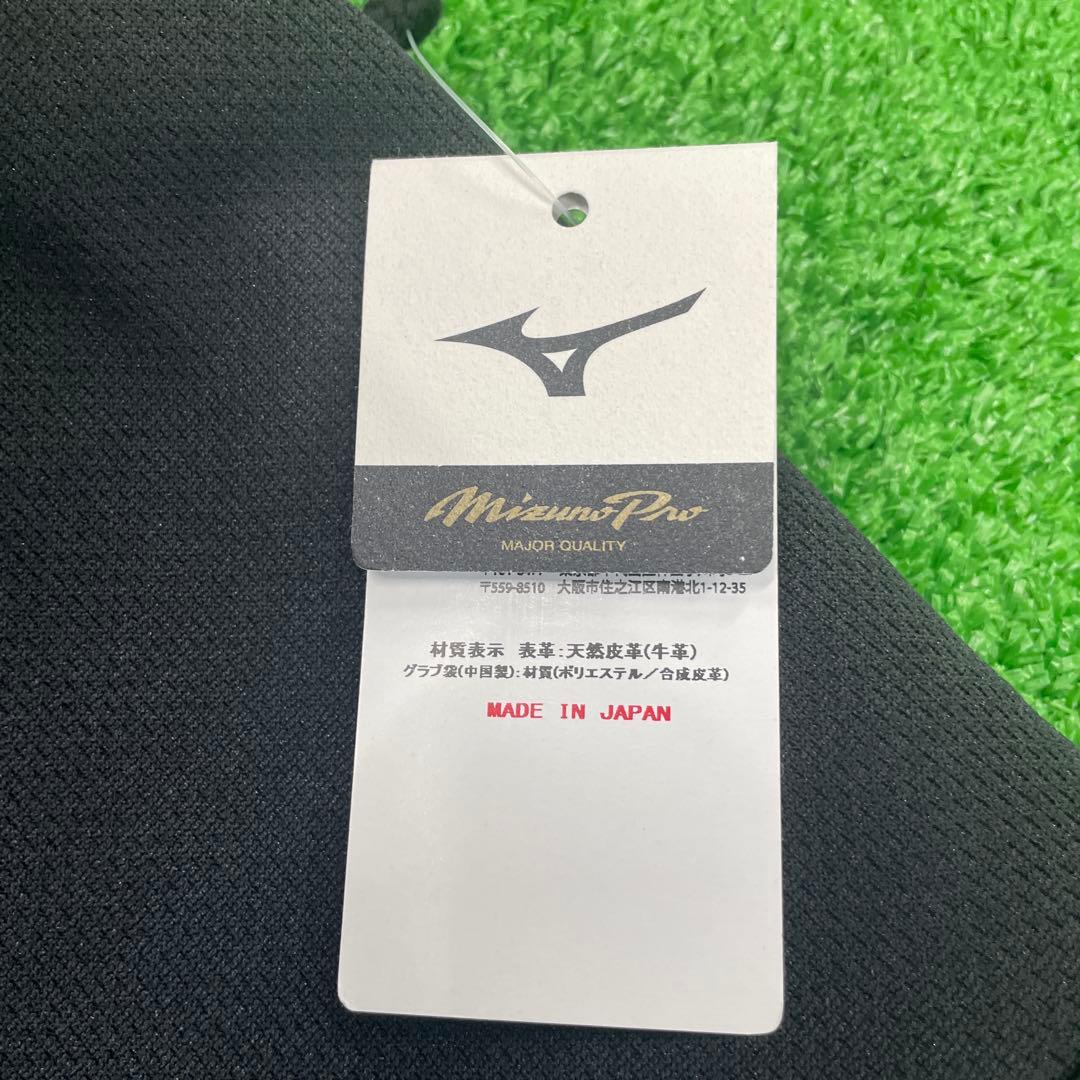 Mizuno Pro
MAJOR QUALITY
〒559-8510 大阪市住之江区南港北1-12-35
材質表示 表革:天然皮革(牛革)
グラブ袋(中国製):材質(ポリエステル/合成皮革)
MADE IN JAPAN